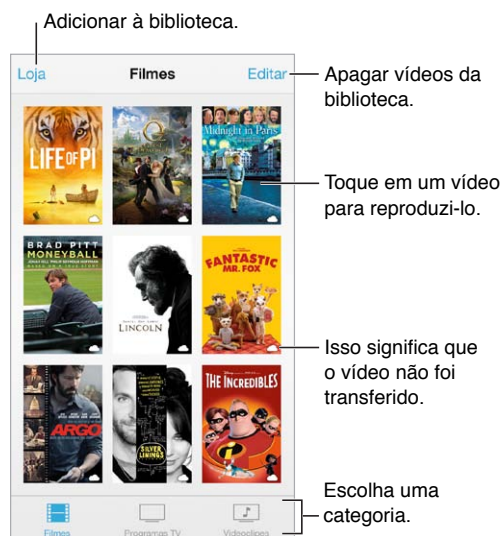 Adicionar à biblioteca.
Loja
Filmes
Editar
Apagar vídeos da
biblioteca.
LIFE OF PI
Midnight in Paris
Toque em um vídeo
para reproduzi-lo.
BRAD PITT
MONEYBALL
LINCOLN
FANTASTIC
MR. FOX
Isso significa que
o vídeo não foi
transferido.
ARGO
SILVER
LININGS
THE INCREDIBLES
Escolha uma
categoria.
Filmes
Programas TV
Videoclipes